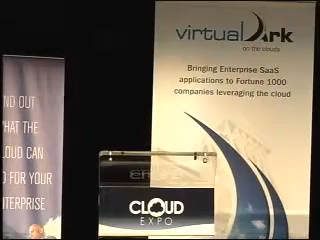 virtualArk
on the clouds
Bringing Enterprise SaaS
applications to Fortune 1000
companies leveraging the cloud
ND OUT
HAT THE
LOUD CAN
O FOR YOUR
NTERPRISE
CLOUD
EXPO